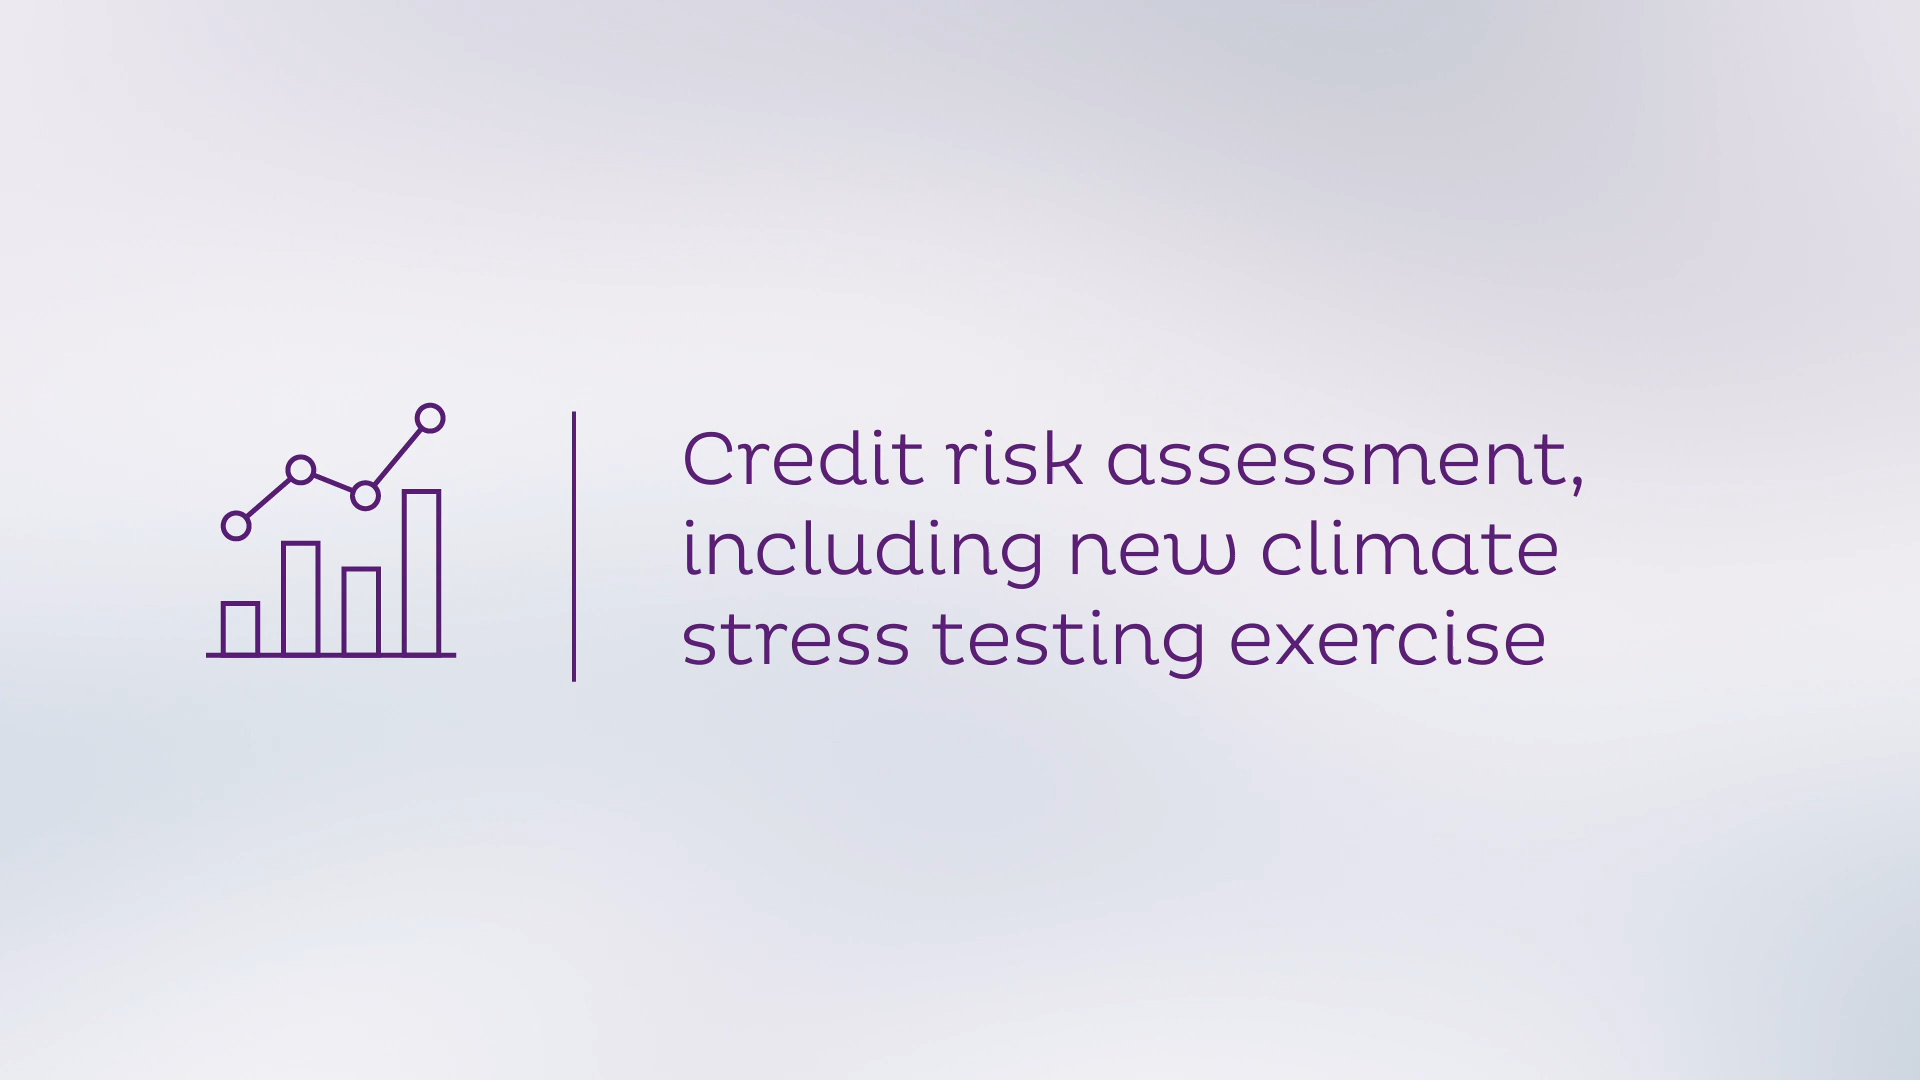 Credit risk assessment,
including new climate
stress testing exercise